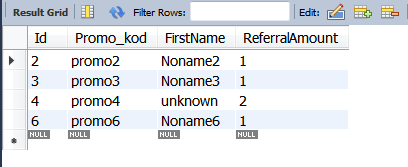 Result Grid Filter Rows: Edit:
Id Promo_kod FirstName ReferralAmount
2 promo2 Noname2 1
3 promo3 Noname3 1
4 promo4 unknown 2
6 promo6 Noname6 1
NULL NULL NULL NULL